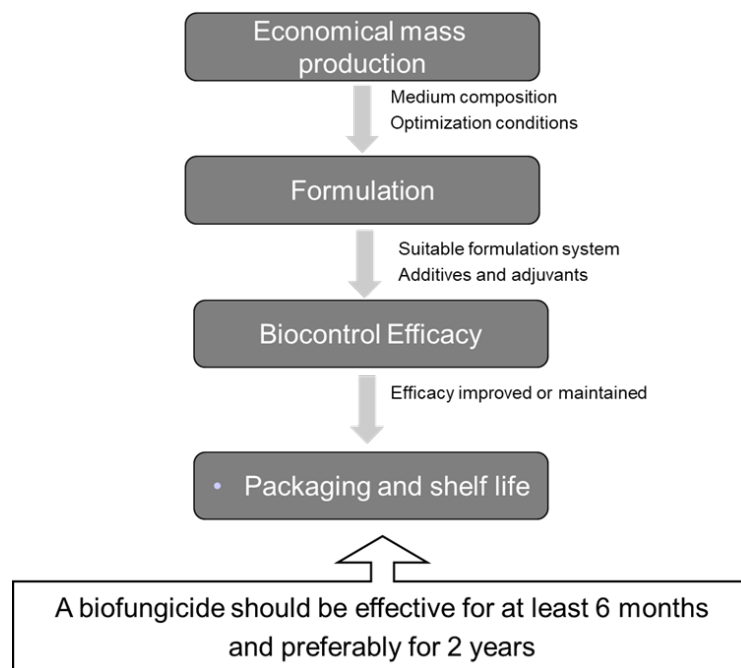 Economical mass
production
Medium composition
Optimization conditions
Formulation
Suitable formulation system
Additives and adjuvants
Biocontrol Efficacy
Efficacy improved or maintained
• Packaging and shelf life
A biofungicide should be effective for at least 6 months
and preferably for 2 years